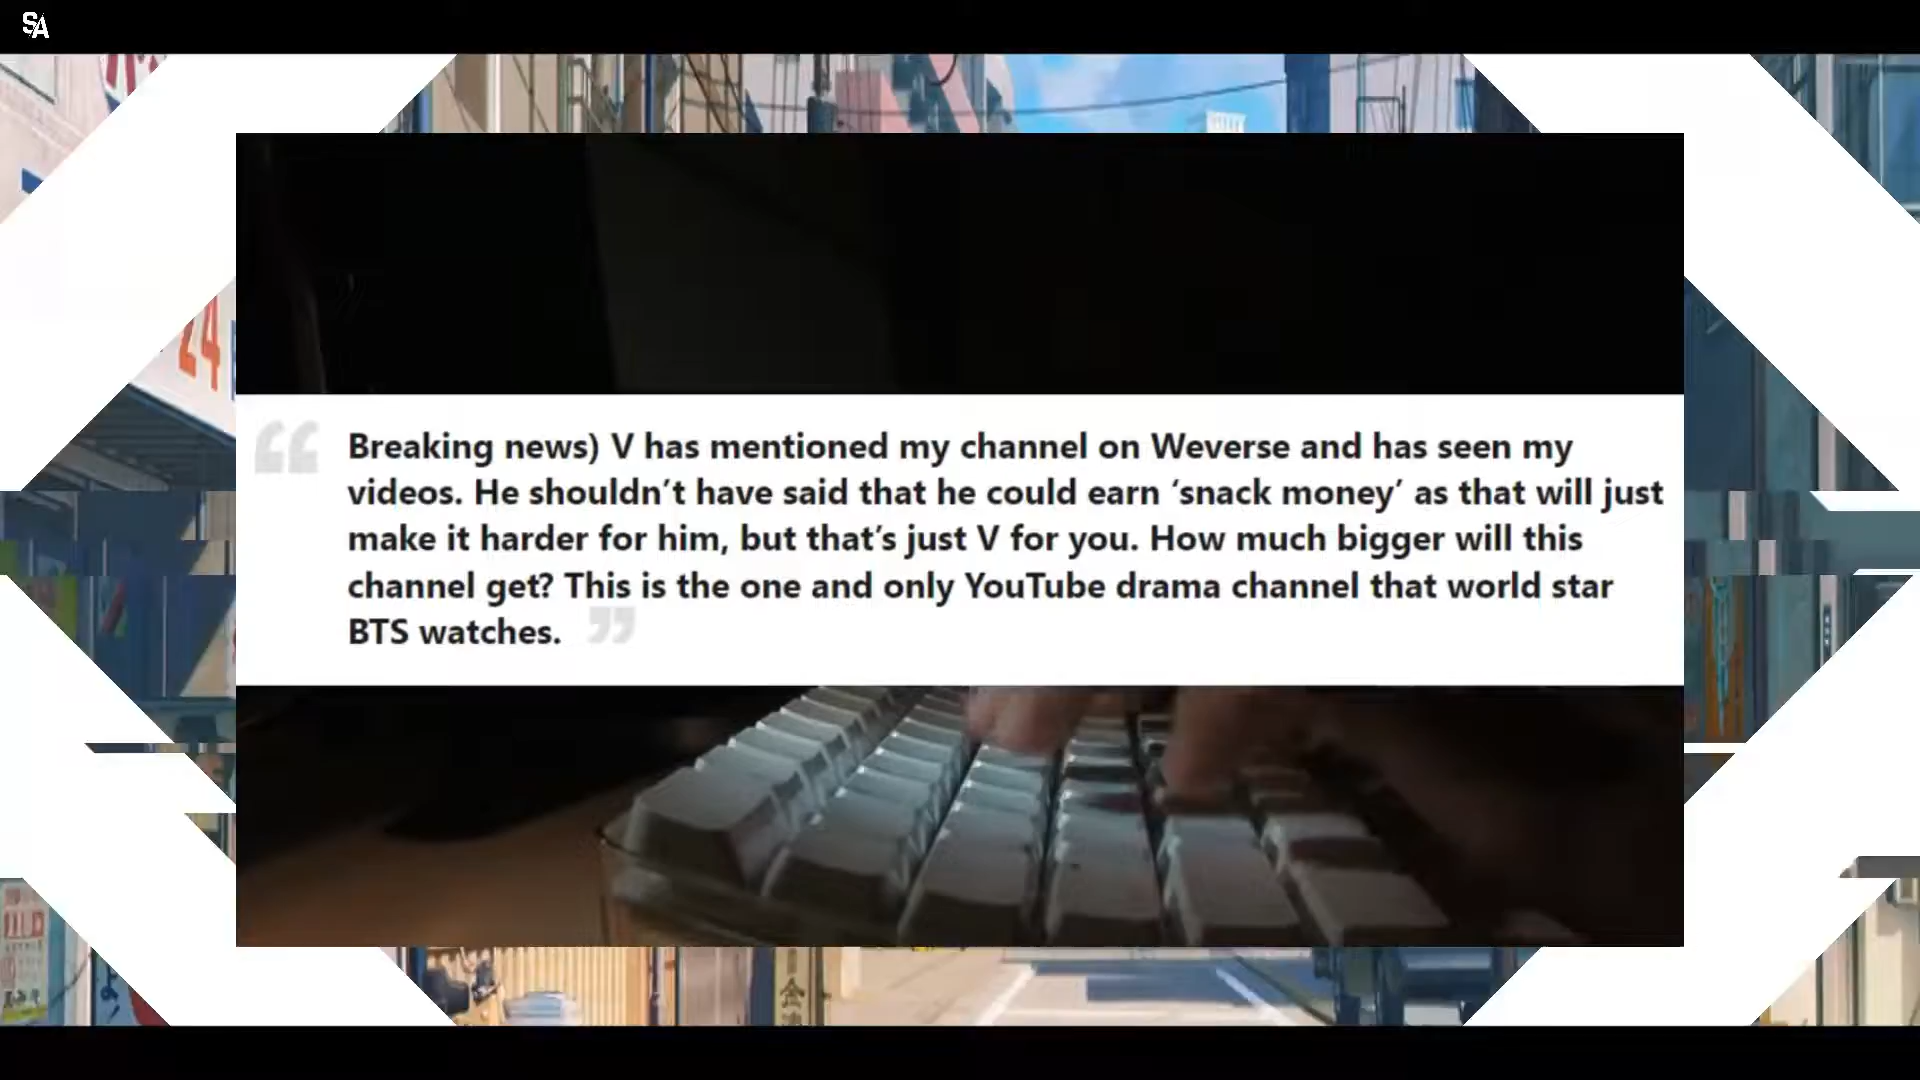 SA
Breaking news) V has mentioned my channel on Weverse and has seen my
videos. He shouldn’t have said that he could earn ‘snack money’ as that will just
make it harder for him, but that’s just V for you. How much bigger will this
channel get? This is the one and only YouTube drama channel that world star
BTS watches.
24
金